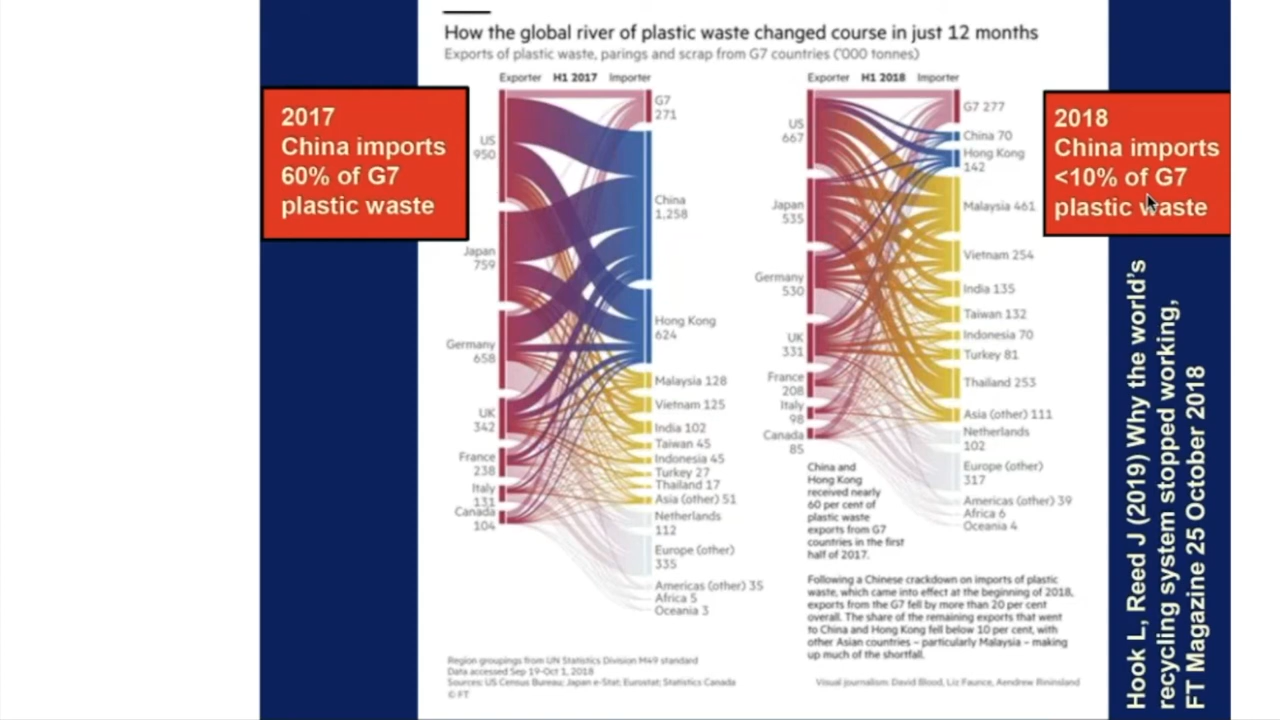 How the global river of plastic waste changed course in just 12 months
Exports of plastic waste, parings and scrap from G7 countries ('000 tonnes)
2017
China imports
60% of G7
plastic waste
Exporter H1 2017 Importer
US
950
Japan
759
Germany
658
UK
342
France
238
Italy
131
Canada
104
G7
271
China
1,258
Hong Kong
624
Malaysia 128
Vietnam 125
India 102
Taiwan 45
Indonesia 45
Turkey 27
Thailand 17
Asia (other) 51
Netherlands
112
Europe (other)
335
Americas (other) 35
Africa 5
Oceania 3
Exporter H1 2018 Importer
US
667
Japan
535
Germany
530
UK
331
France
208
Italy
98
Canada
85
G7 277
China 70
Hong Kong
142
Malaysia 461
Vietnam 254
India 135
Taiwan 132
Indonesia 70
Turkey 81
Thailand 253
Asia (other) 111
Netherlands
102
Europe (other)
317
Americas (other) 39
Africa 6
Oceania 4
China and
Hong Kong
received nearly
60 per cent of
plastic waste
exports from G7
countries in the first
half of 2017.
Following a Chinese crackdown on imports of plastic
waste, which came into effect at the beginning of 2018,
exports from the G7 fell by more than 20 per cent
overall. The share of the remaining exports that went
to China and Hong Kong fell below 10 per cent, with
other Asian countries – particularly Malaysia – making
up much of the shortfall.
Region groupings from UN Statistics Division M49 standard
Data accessed Sep 19-Oct 1, 2018
Sources: US Census Bureau; Japan e-Stat; Eurostat; Statistics Canada
© FT
Visual journalism: David Blood, Liz Faunce, Aendrew Rininsland
2018
China imports
<10% of G7
plastic waste
Hook L, Reed J (2019) Why the world's
recycling system stopped working,
FT Magazine 25 October 2018